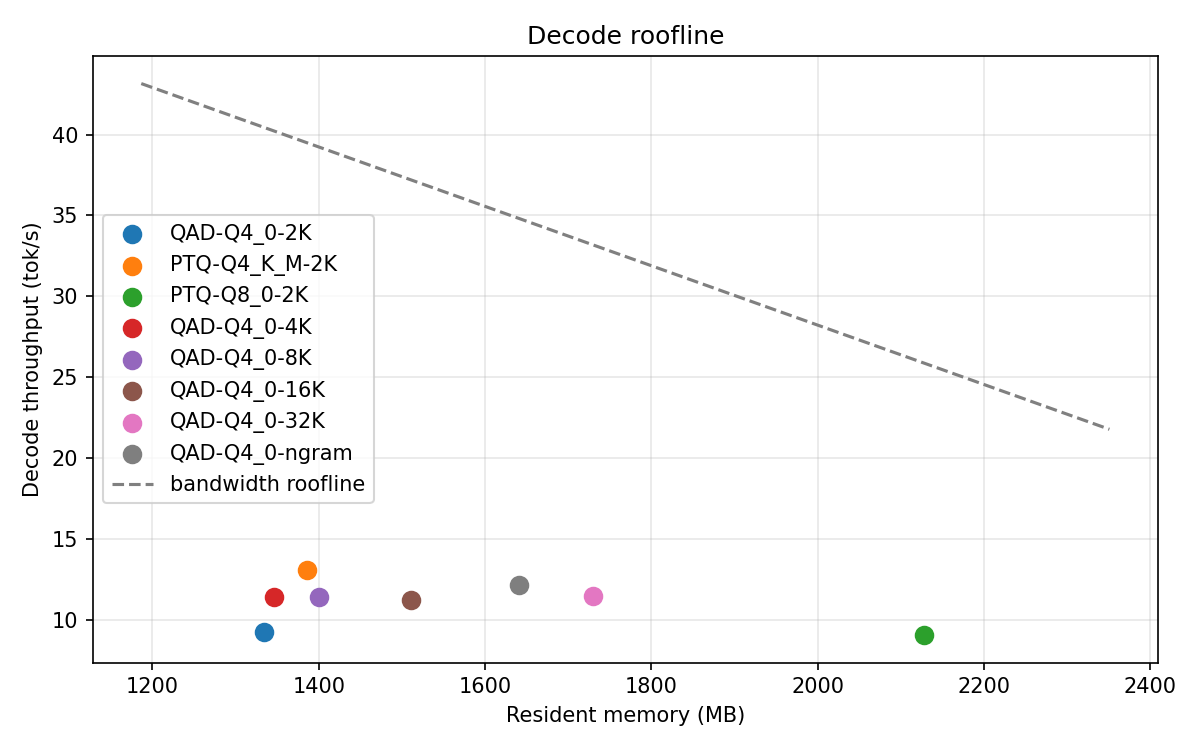 Decode roofline
Decode throughput (tok/s)
40
35
30
25
20
15
10
QAD-Q4_0-2K
PTQ-Q4_K_M-2K
PTQ-Q8_0-2K
QAD-Q4_0-4K
QAD-Q4_0-8K
QAD-Q4_0-16K
QAD-Q4_0-32K
QAD-Q4_0-ngram
bandwidth roofline
1200 1400 1600 1800 2000 2200 2400
Resident memory (MB)